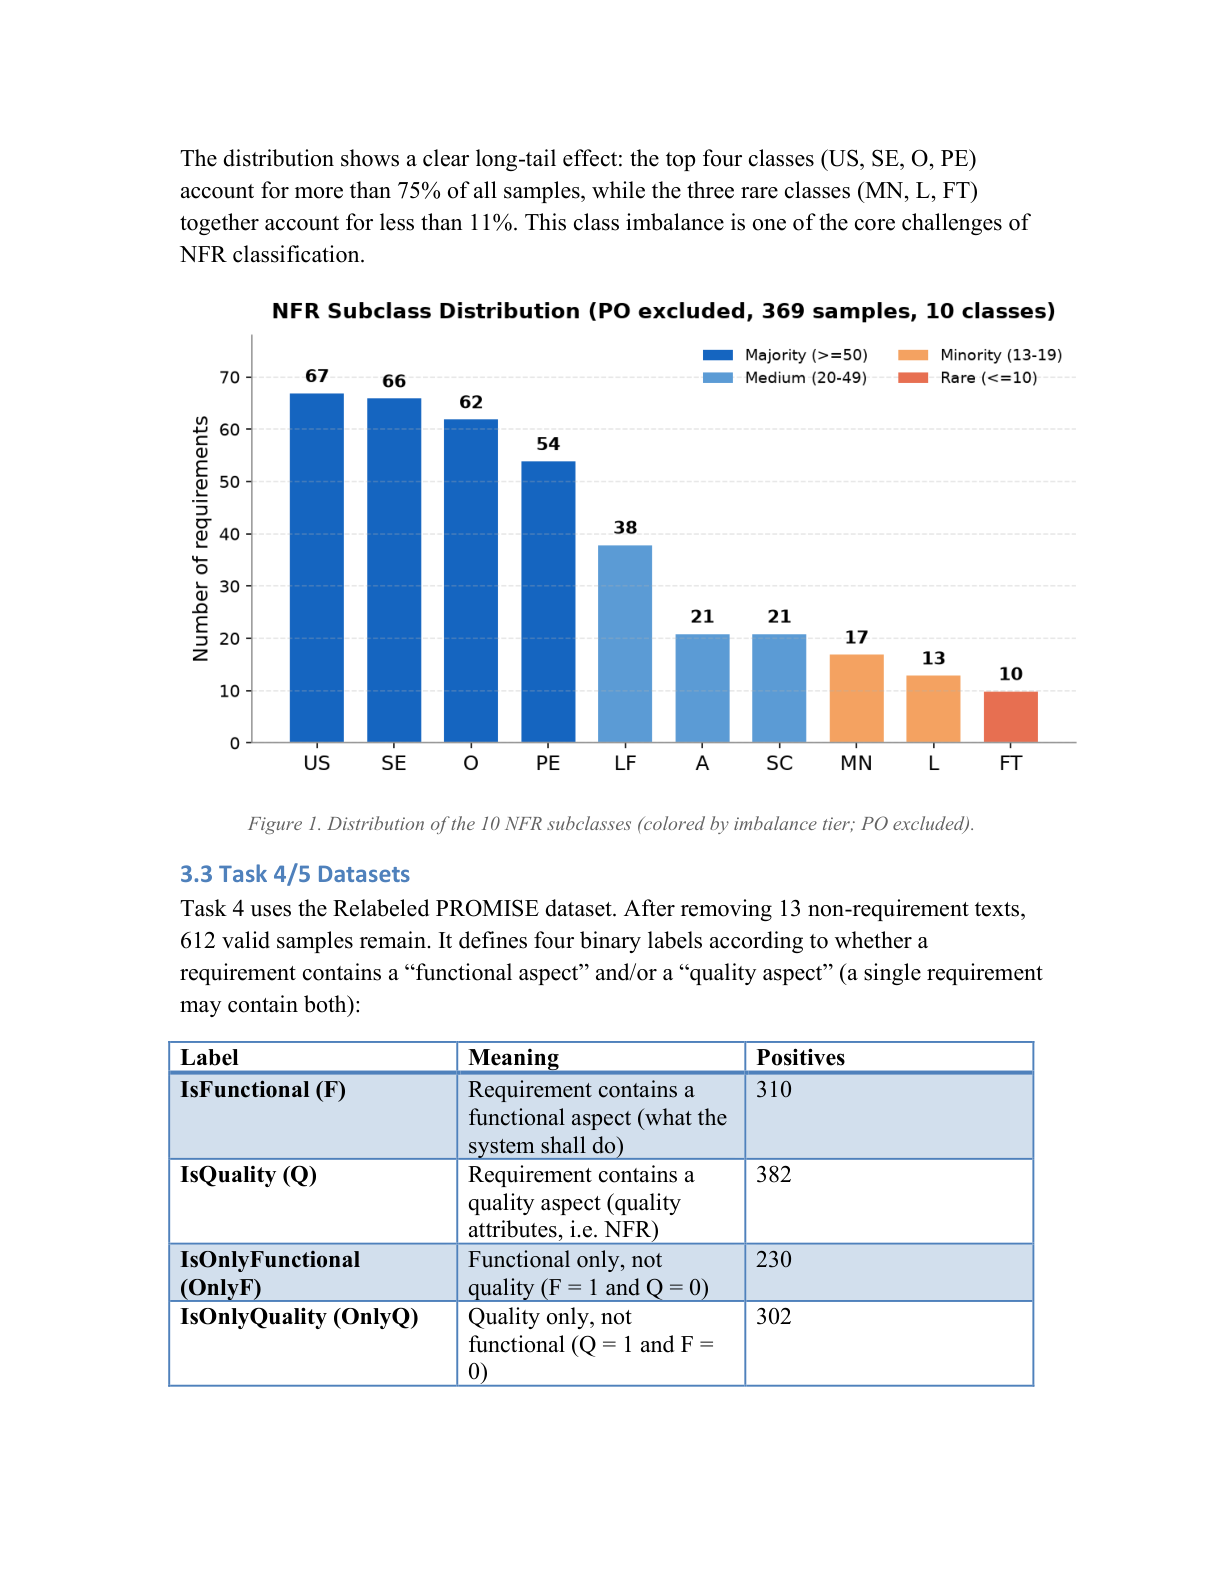 The distribution shows a clear long-tail effect: the top four classes (US, SE, O, PE)
account for more than 75% of all samples, while the three rare classes (MN, L, FT)
together account for less than 11%. This class imbalance is one of the core challenges of
NFR classification.
NFR Subclass Distribution (PO excluded, 369 samples, 10 classes)
Majority (>=50)
Medium (20-49)
Minority (13-19)
Rare (<=10)
Number of requirements
70
60
50
40
30
20
10
0
67
66
62
54
38
21
21
17
13
10
US SE O PE LF A SC MN L FT
Figure 1. Distribution of the 10 NFR subclasses (colored by imbalance tier; PO excluded).
3.3 Task 4/5 Datasets
Task 4 uses the Relabeled PROMISE dataset. After removing 13 non-requirement texts,
612 valid samples remain. It defines four binary labels according to whether a
requirement contains a “functional aspect” and/or a “quality aspect” (a single requirement
may contain both):
Label Meaning Positives
IsFunctional (F) Requirement contains a 310
functional aspect (what the
system shall do)
IsQuality (Q) Requirement contains a 382
quality aspect (quality
attributes, i.e. NFR)
IsOnlyFunctional Functional only, not 230
(OnlyF) quality (F = 1 and Q = 0)
IsOnlyQuality (OnlyQ) Quality only, not 302
functional (Q = 1 and F =
0)